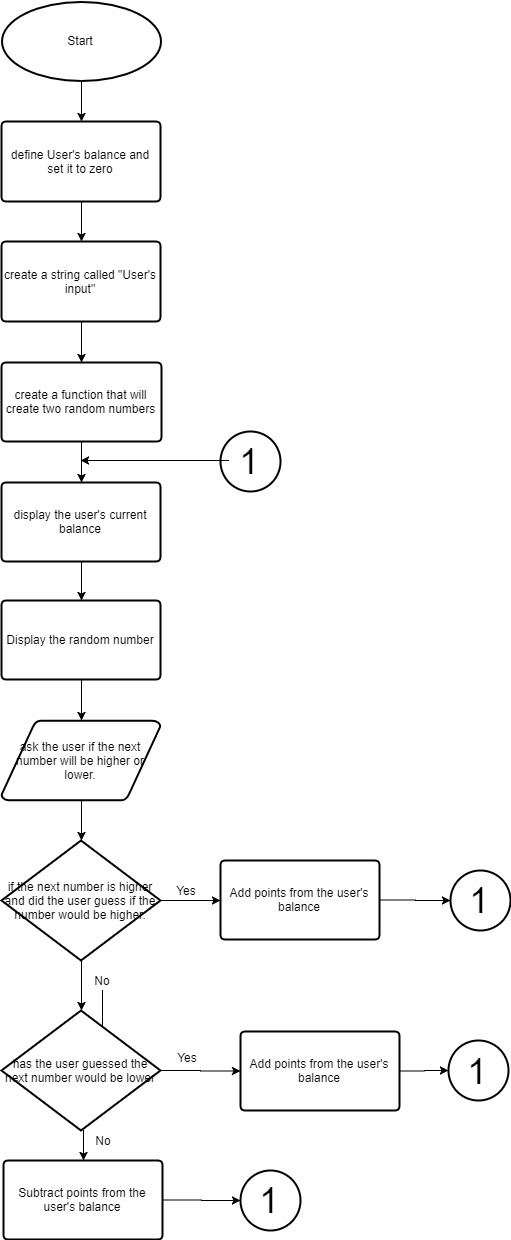 Start
define User's balance and
set it to zero
create a string called "User's
input"
create a function that will
create two random numbers
1
display the user's current
balance
Display the random number
ask the user if the next
number will be higher or
lower.
if the next number is higher
and did the user guess if the
number would be higher.
Yes
Add points from the user's
balance
1
No
has the user guessed the
next number would be lower
Yes
Add points from the user's
balance
1
No
Subtract points from the
user's balance
1